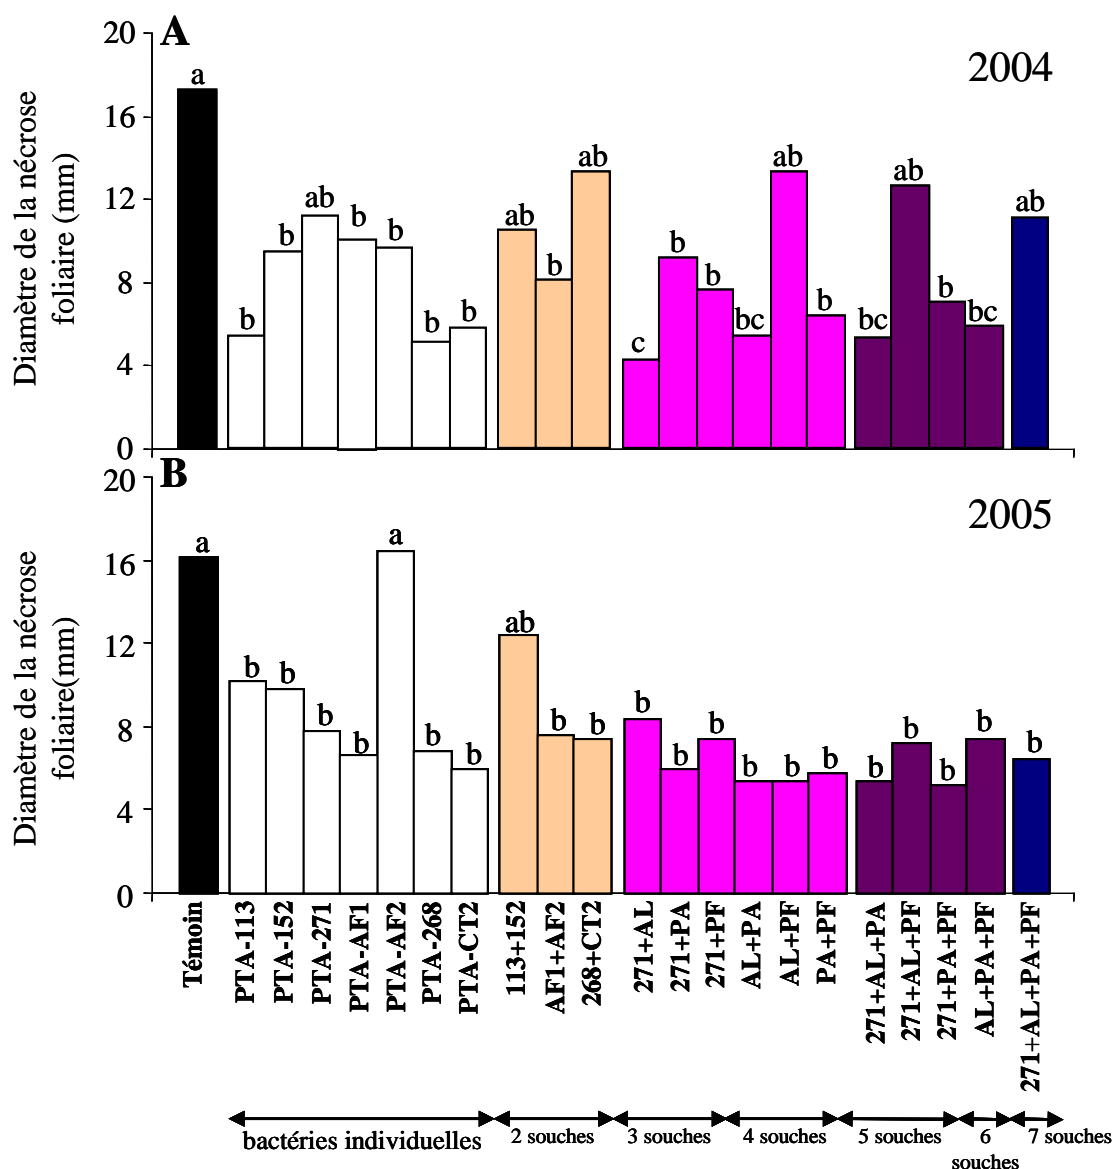 A
2004
Diamètre de la nécrose
foliaire (mm)
20
16
12
8
4
0
a
b
b
ab
b
b
b
b
ab
b
ab
c
b
b
bc
ab
b
bc
ab
b
bc
ab
B
2005
Diamètre de la nécrose
foliaire(mm)
20
16
12
8
4
0
a
b
b
b
b
a
b
b
ab
b
b
b
b
b
b
b
b
b
b
b
b
b
Témoin
PTA-113
PTA-152
PTA-271
PTA-AF1
PTA-AF2
PTA-268
PTA-CT2
113+152
AF1+AF2
268+CT2
271+AL
271+PA
271+PF
AL+PA
AL+PF
PA+PF
271+AL+PA
271+AL+PF
271+PA+PF
AL+PA+PF
271+AL+PA+PF
bactéries individuelles
2 souches
3 souches
4 souches
5 souches
6
souches
7 souches